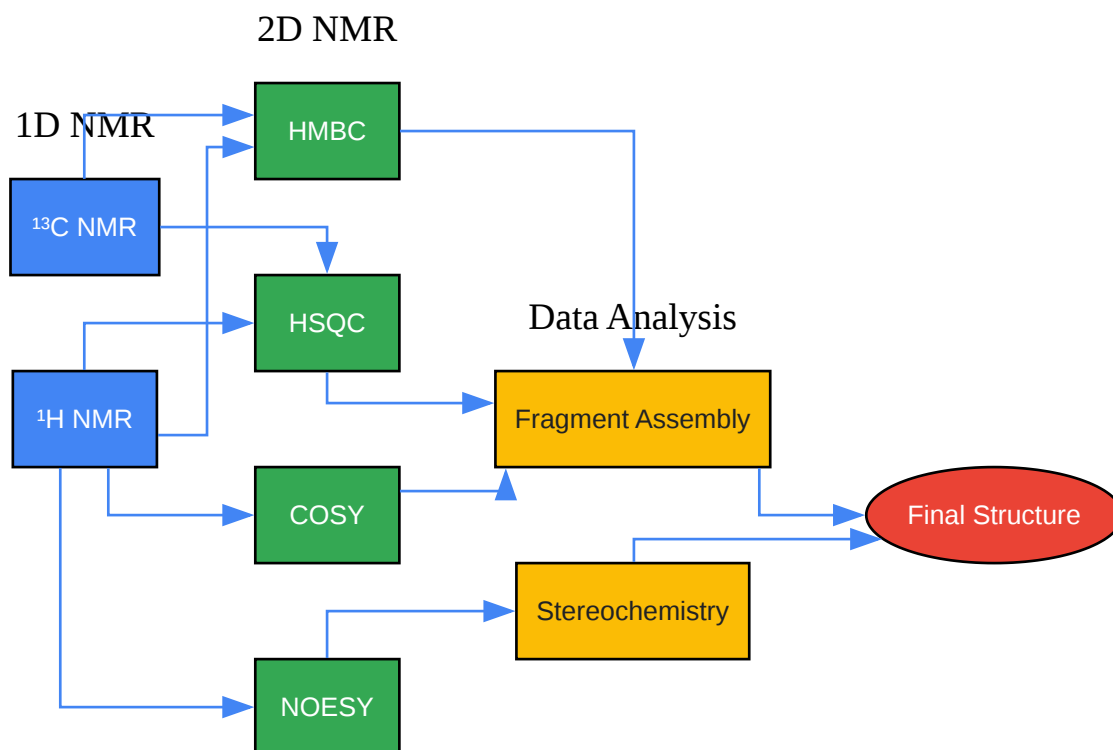 2D NMR
1D NMR
HMBC
¹³C NMR
HSQC
Data Analysis
¹H NMR
Fragment Assembly
COSY
Final Structure
Stereochemistry
NOESY